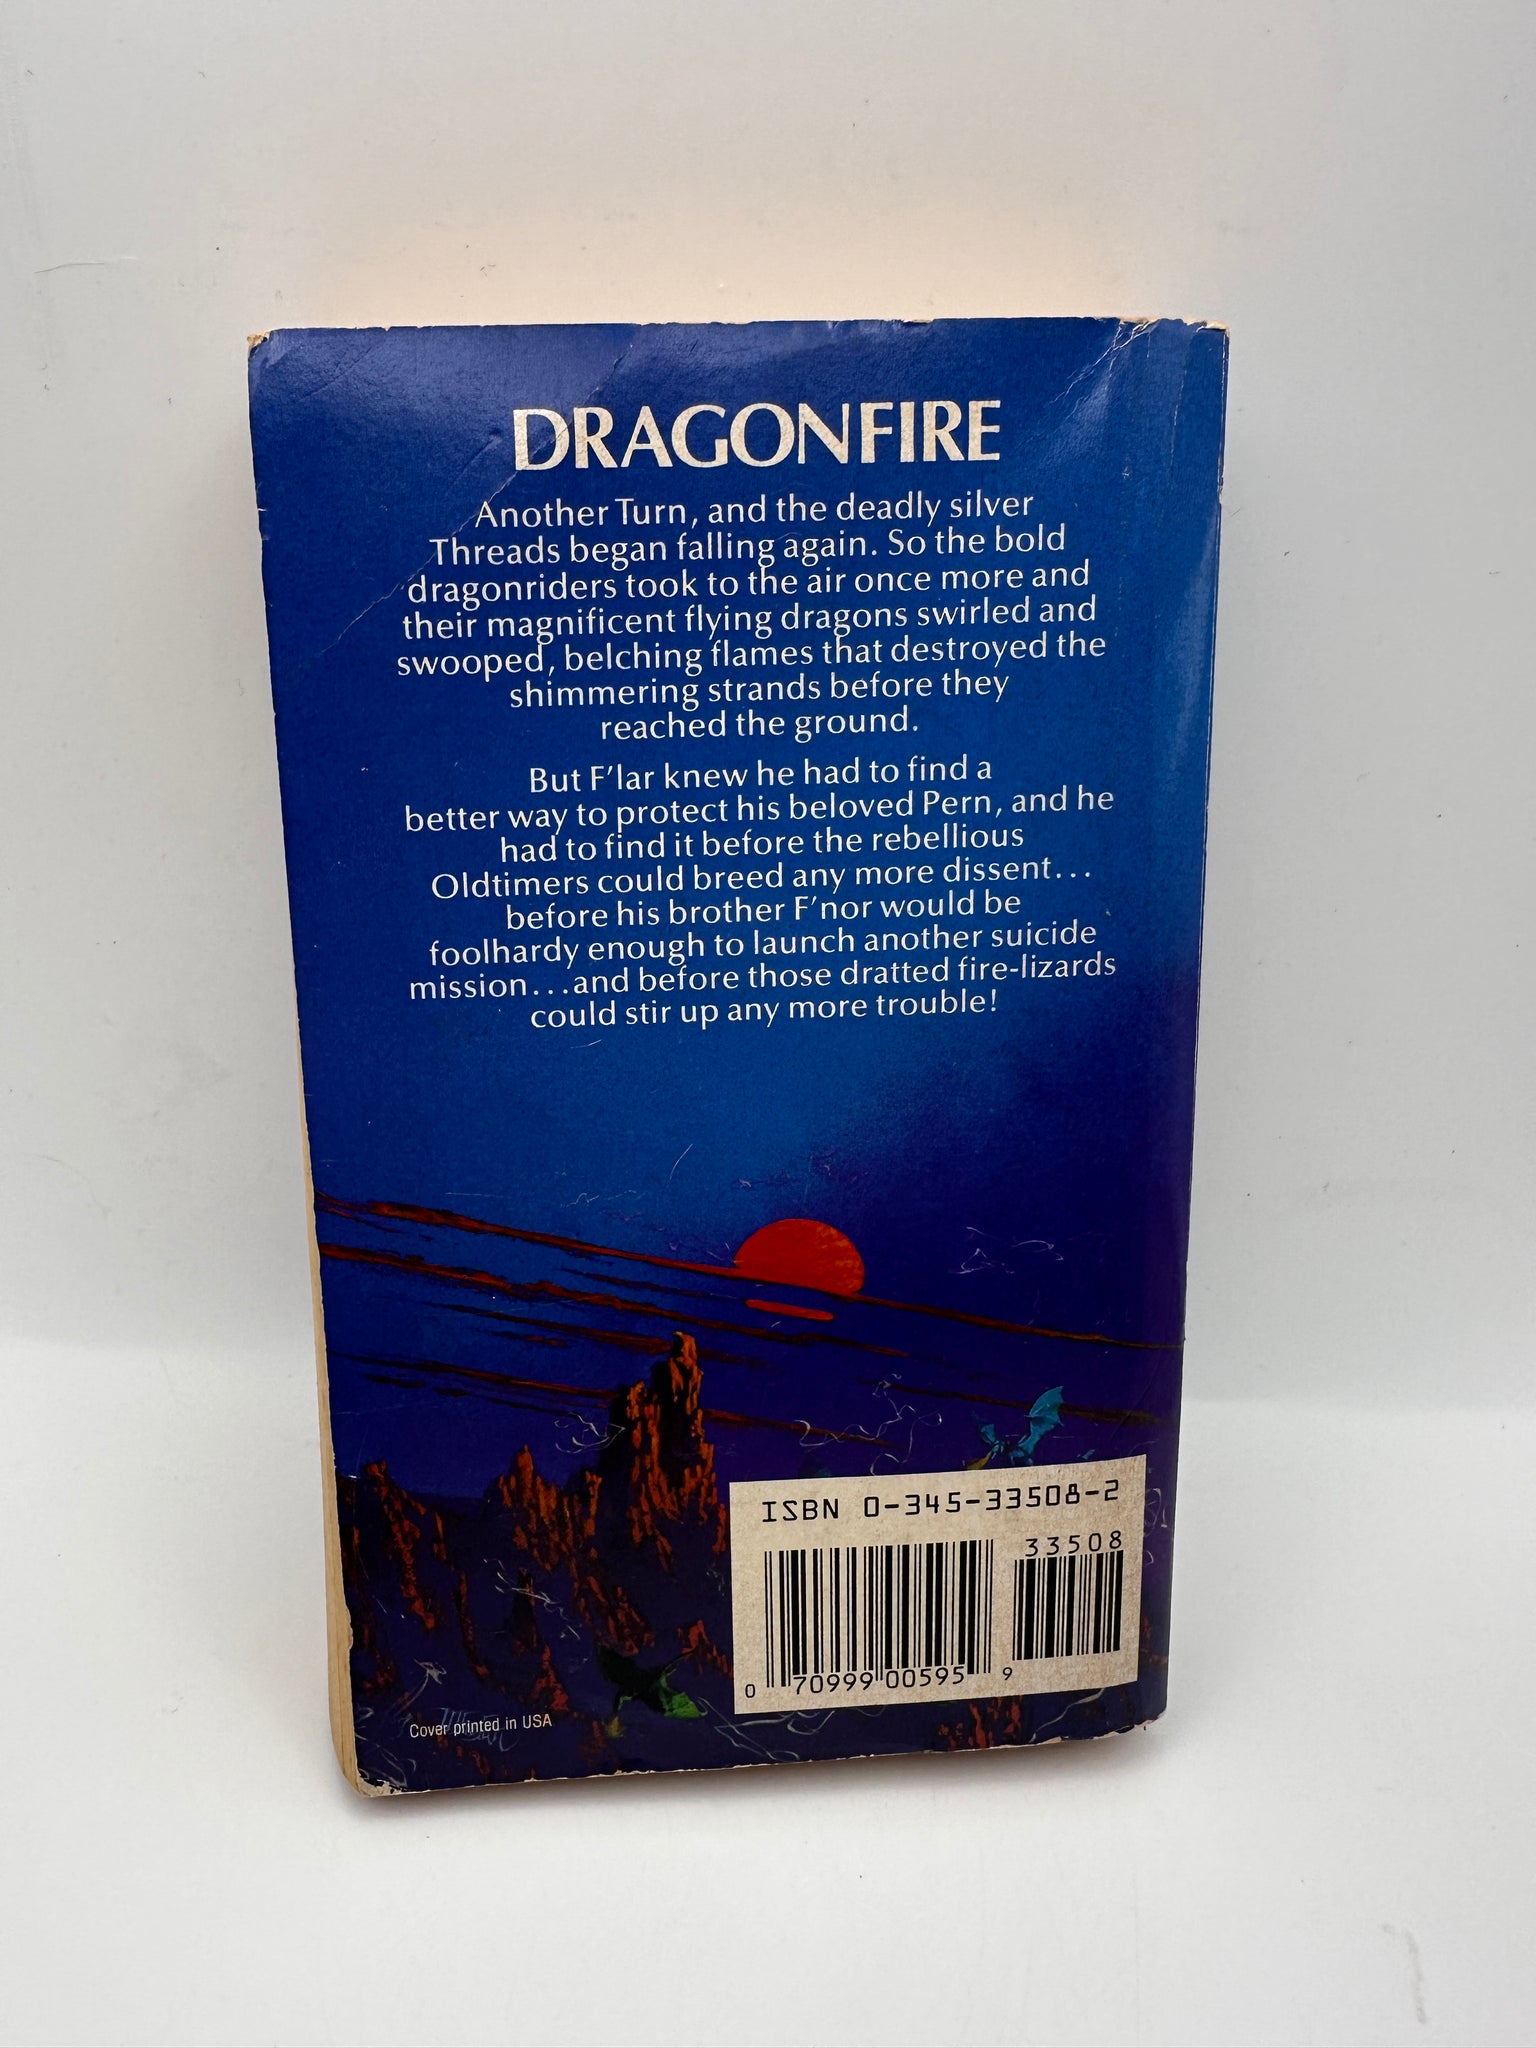 DRAGONFIRE
Another Turn, and the deadly silver
Threads began falling again. So the bold
dragonriders took to the air once more and
their magnificent flying dragons swirled and
swooped, belching flames that destroyed the
shimmering strands before they
reached the ground.
But F'lar knew he had to find a
better way to protect his beloved Pern, and he
had to find it before the rebellious
Oldtimers could breed any more dissent...
before his brother F'nor would be
foolhardy enough to launch another suicide
mission...and before those dratted fire-lizards
could stir up any more trouble!
ISBN 0-345-33508-2
33508
0 70999 00595 9
Cover printed in USA